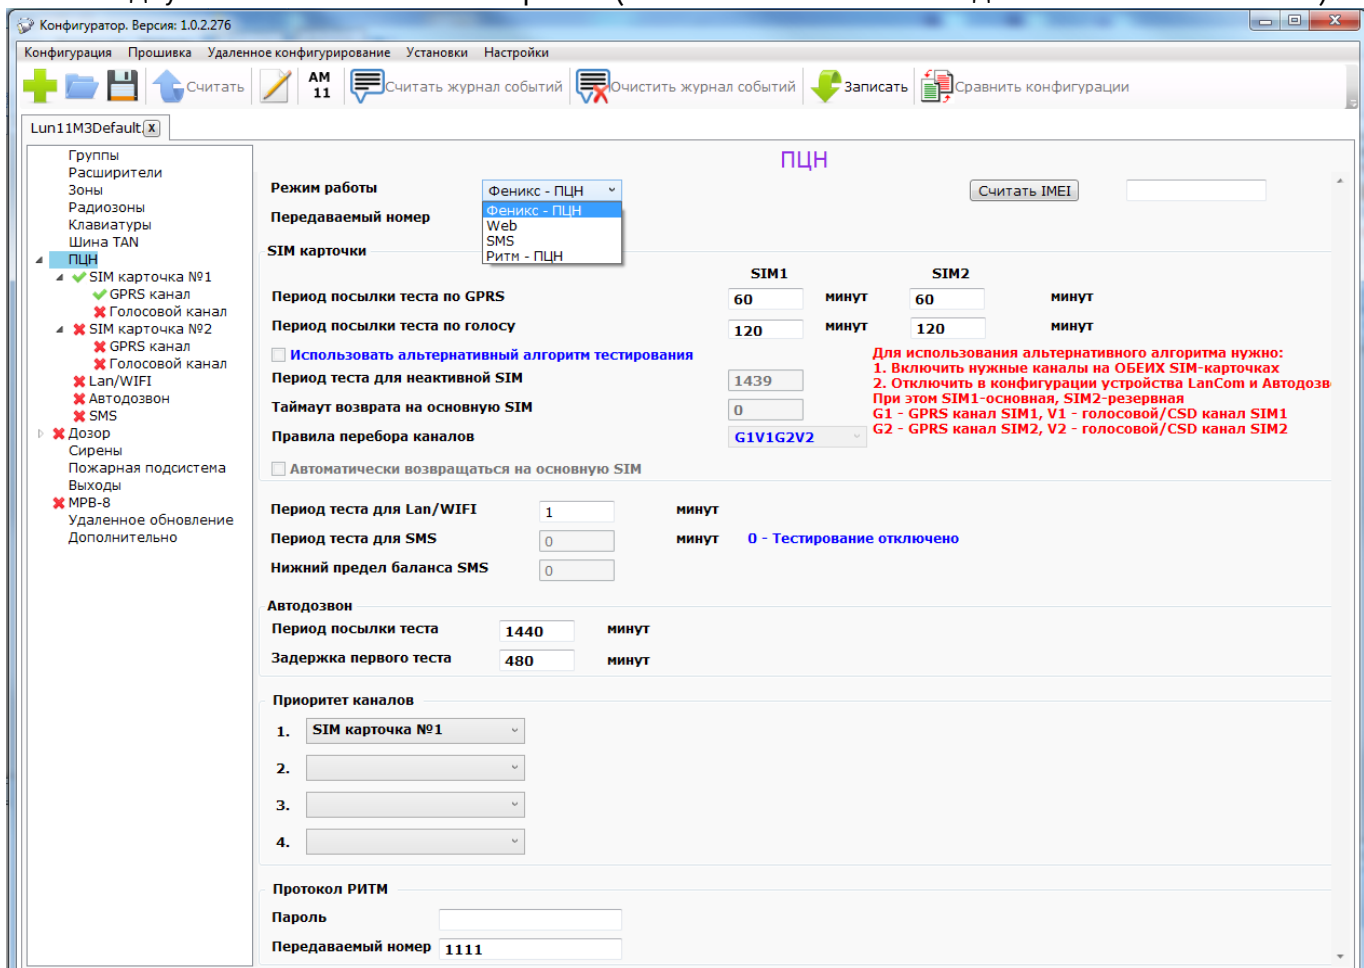 Конфигуратор. Версия: 1.0.2.276
Конфигурация Прошивка Удаленное конфигурирование Установки Настройки
Считать AM 11 Считать журнал событий Очистить журнал событий Записать Сравнить конфигурации
Lun11M3Default x
Группы
Расширители
Зоны
Радиозоны
Клавиатуры
Шина TAN
ПЦН
SIM карточка №1
GPRS канал
Голосовой канал
SIM карточка №2
GPRS канал
Голосовой канал
Lan/WIFI
Автодозвон
SMS
Дозор
Сирены
Пожарная подсистема
Выходы
МРВ-8
Удаленное обновление
Дополнительно
ПЦН
Режим работы Феникс - ПЦН Считать IMEI
Феникс - ПЦН
Web
SMS
Ритм - ПЦН
Передаваемый номер
SIM карточки
SIM1 SIM2
Период посылки теста по GPRS 60 минут 60 минут
Период посылки теста по голосу 120 минут 120 минут
Использовать альтернативный алгоритм тестирования
Период теста для неактивной SIM 1439
Таймаут возврата на основную SIM 0
Правила перебора каналов G1V1G2V2
Автоматически возвращаться на основную SIM
Для использования альтернативного алгоритма нужно:
1. Включить нужные каналы на ОБЕИХ SIM-карточках
2. Отключить в конфигурации устройства LanCom и Автодозв
При этом SIM1-основная, SIM2-резервная
G1 - GPRS канал SIM1, V1 - голосовой/CSD канал SIM1
G2 - GPRS канал SIM2, V2 - голосовой/CSD канал SIM2
Период теста для Lan/WIFI 1 минут
Период теста для SMS 0 минут 0 - Тестирование отключено
Нижний предел баланса SMS 0
Автодозвон
Период посылки теста 1440 минут
Задержка первого теста 480 минут
Приоритет каналов
1. SIM карточка №1
2.
3.
4.
Протокол РИТМ
Пароль
Передаваемый номер 1111